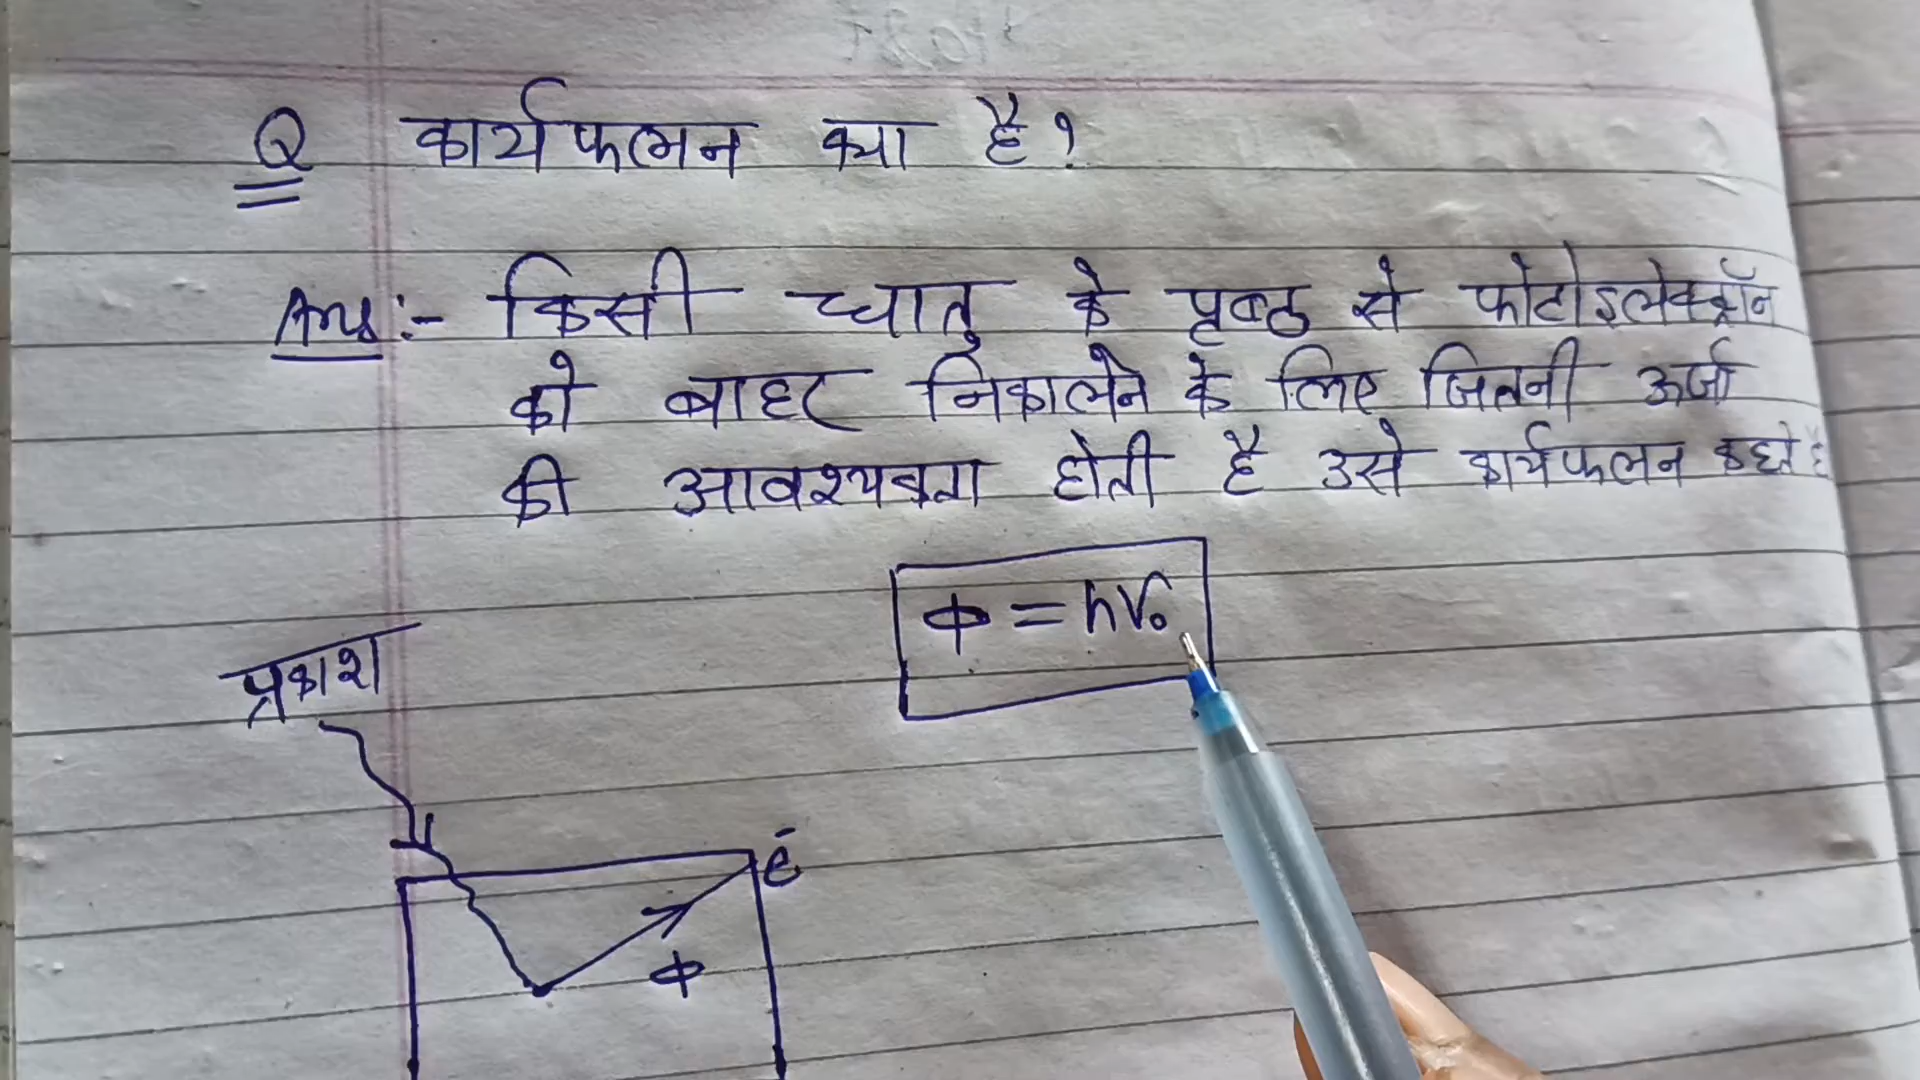 Q कार्यफलन क्या है?
Ans:- किसी धातु के पृष्ठ से फोटोइलेक्ट्रॉन
को बाहर निकालने के लिए जितनी ऊर्जा
की आवश्यकता होती है उसे कार्यफलन कहते है
ɸ = hν₀
प्रकाश
ē
ɸ